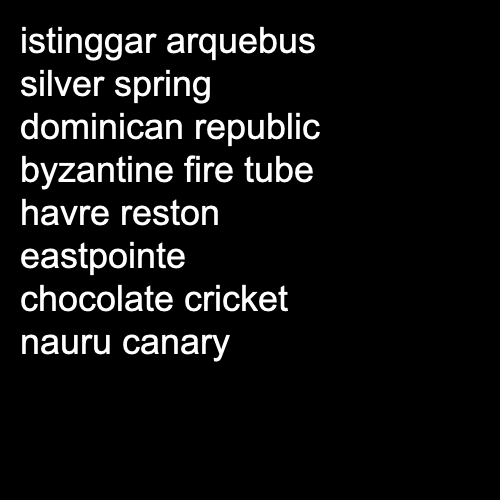 istinggar arquebus
silver spring
dominican republic
byzantine fire tube
havre reston
eastpointe
chocolate cricket
nauru canary